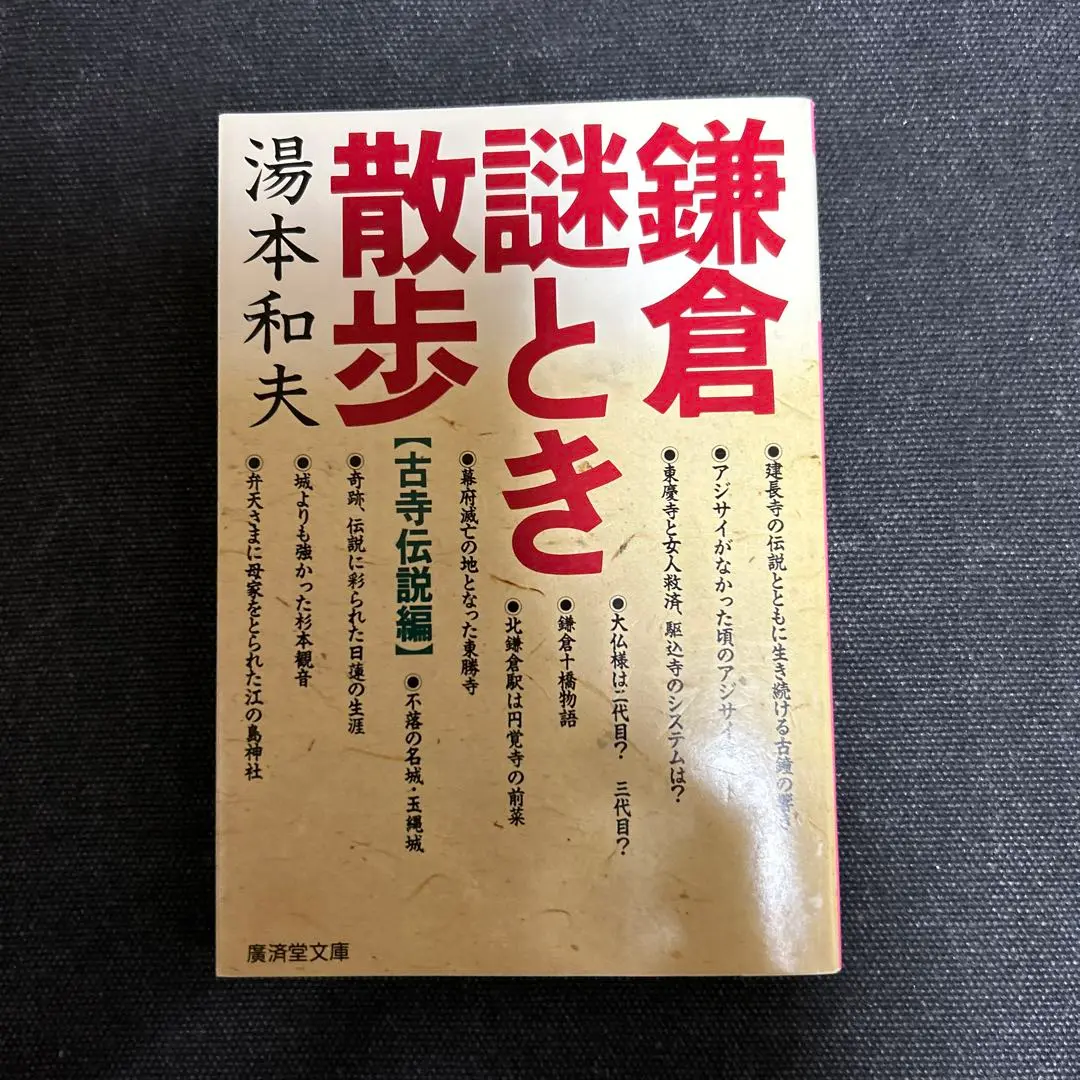 鎌倉
謎とき
散歩
【古寺伝説編】
湯本和夫
◉建長寺の伝説とともに生き続ける古鐘の響き
◉アジサイがなかった頃のアジサイ
◉東慶寺と女人救済、駆込寺のシステムは?
◉大仏様は二代目? 三代目?
◉鎌倉十橋物語
◉北鎌倉駅は円覚寺の前菜
◉幕府滅亡の地となった東勝寺
◉不落の名城・玉縄城
◉奇跡、伝説に彩られた日蓮の生涯
◉城よりも強かった杉本観音
◉弁天さまに母家をとられた江の島神社
廣済堂文庫